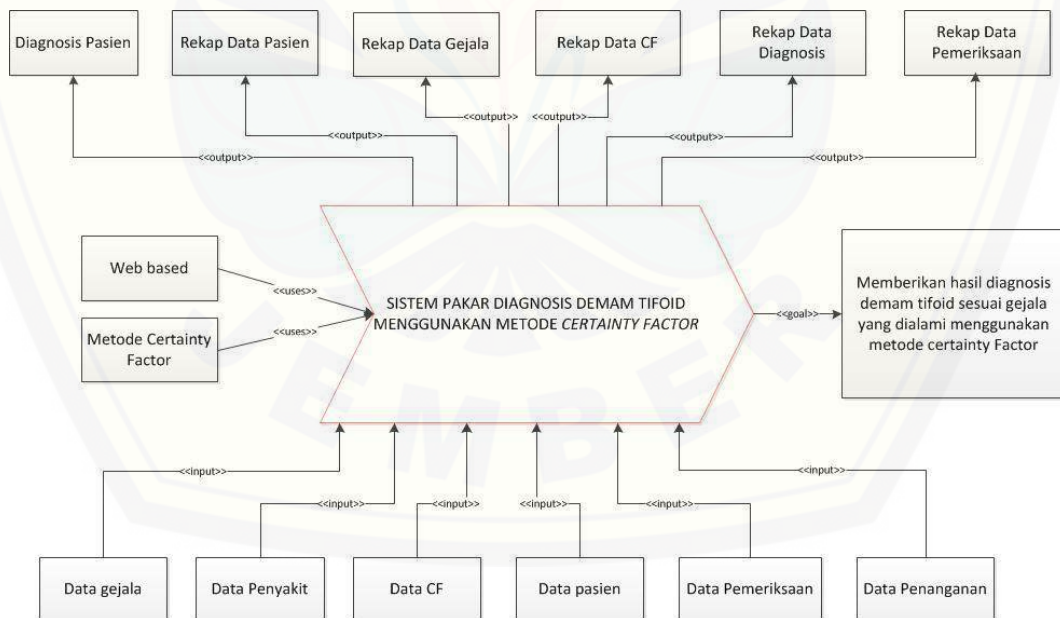 Diagnosis Pasien
Rekap Data Pasien
Rekap Data Gejala
Rekap Data CF
Rekap Data
Diagnosis
Rekap Data
Pemeriksaan
<<output>>
<<output>>
<<output>>
<<output>>
<<output>>
<<output>>
Web based
<<uses>>
Metode Certainty
Factor
<<uses>>
SISTEM PAKAR DIAGNOSIS DEMAM TIFOID
MENGGUNAKAN METODE CERTAINTY FACTOR
<<goal>>
Memberikan hasil diagnosis
demam tifoid sesuai gejala
yang dialami menggunakan
metode certainty Factor
JEMBER
<<input>>
<<input>>
<<input>>
<<input>>
<<input>>
<<input>>
Data gejala
Data Penyakit
Data CF
Data pasien
Data Pemeriksaan
Data Penanganan